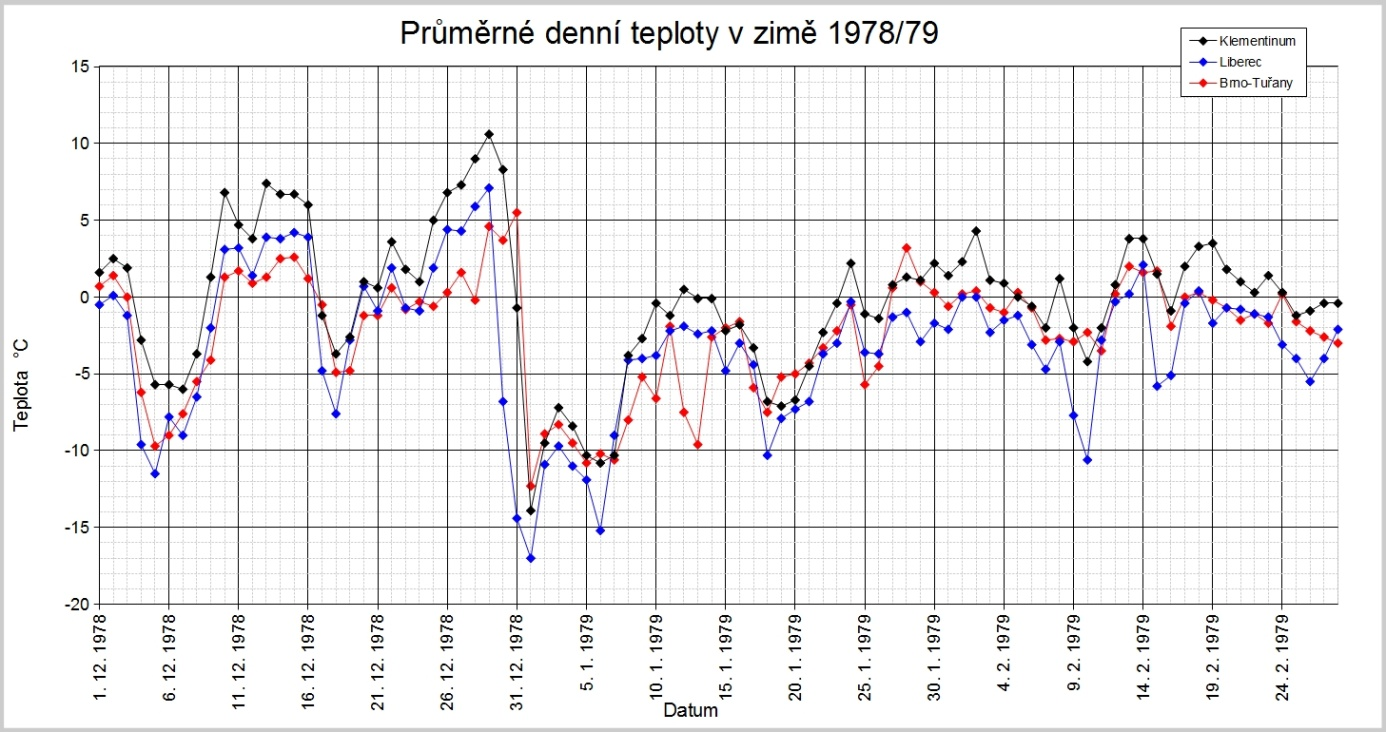 Průměrné denní teploty v zimě 1978/79
Klementinum
Liberec
Brno-Tuřany
15
10
5
0
-5
-10
-15
-20
Teplota °C
1. 12. 1978
6. 12. 1978
11. 12. 1978
16. 12. 1978
21. 12. 1978
26. 12. 1978
31. 12. 1978
5. 1. 1979
10. 1. 1979
15. 1. 1979
20. 1. 1979
25. 1. 1979
30. 1. 1979
4. 2. 1979
9. 2. 1979
14. 2. 1979
19. 2. 1979
24. 2. 1979
Datum